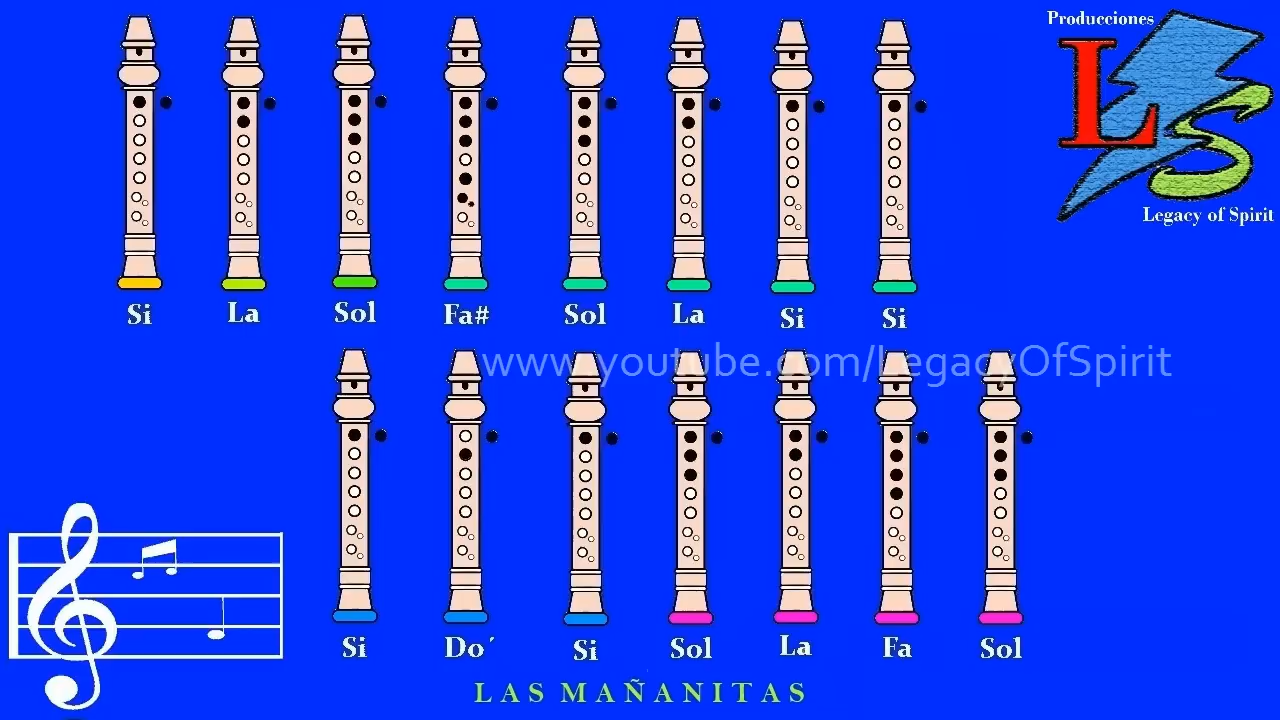 Producciones
LS
Legacy of Spirit
Si La Sol Fa# Sol La Si Si
www.youtube.com/LegacyOfSpirit
Si Do´ Si Sol La Fa Sol
LAS MAÑANITAS